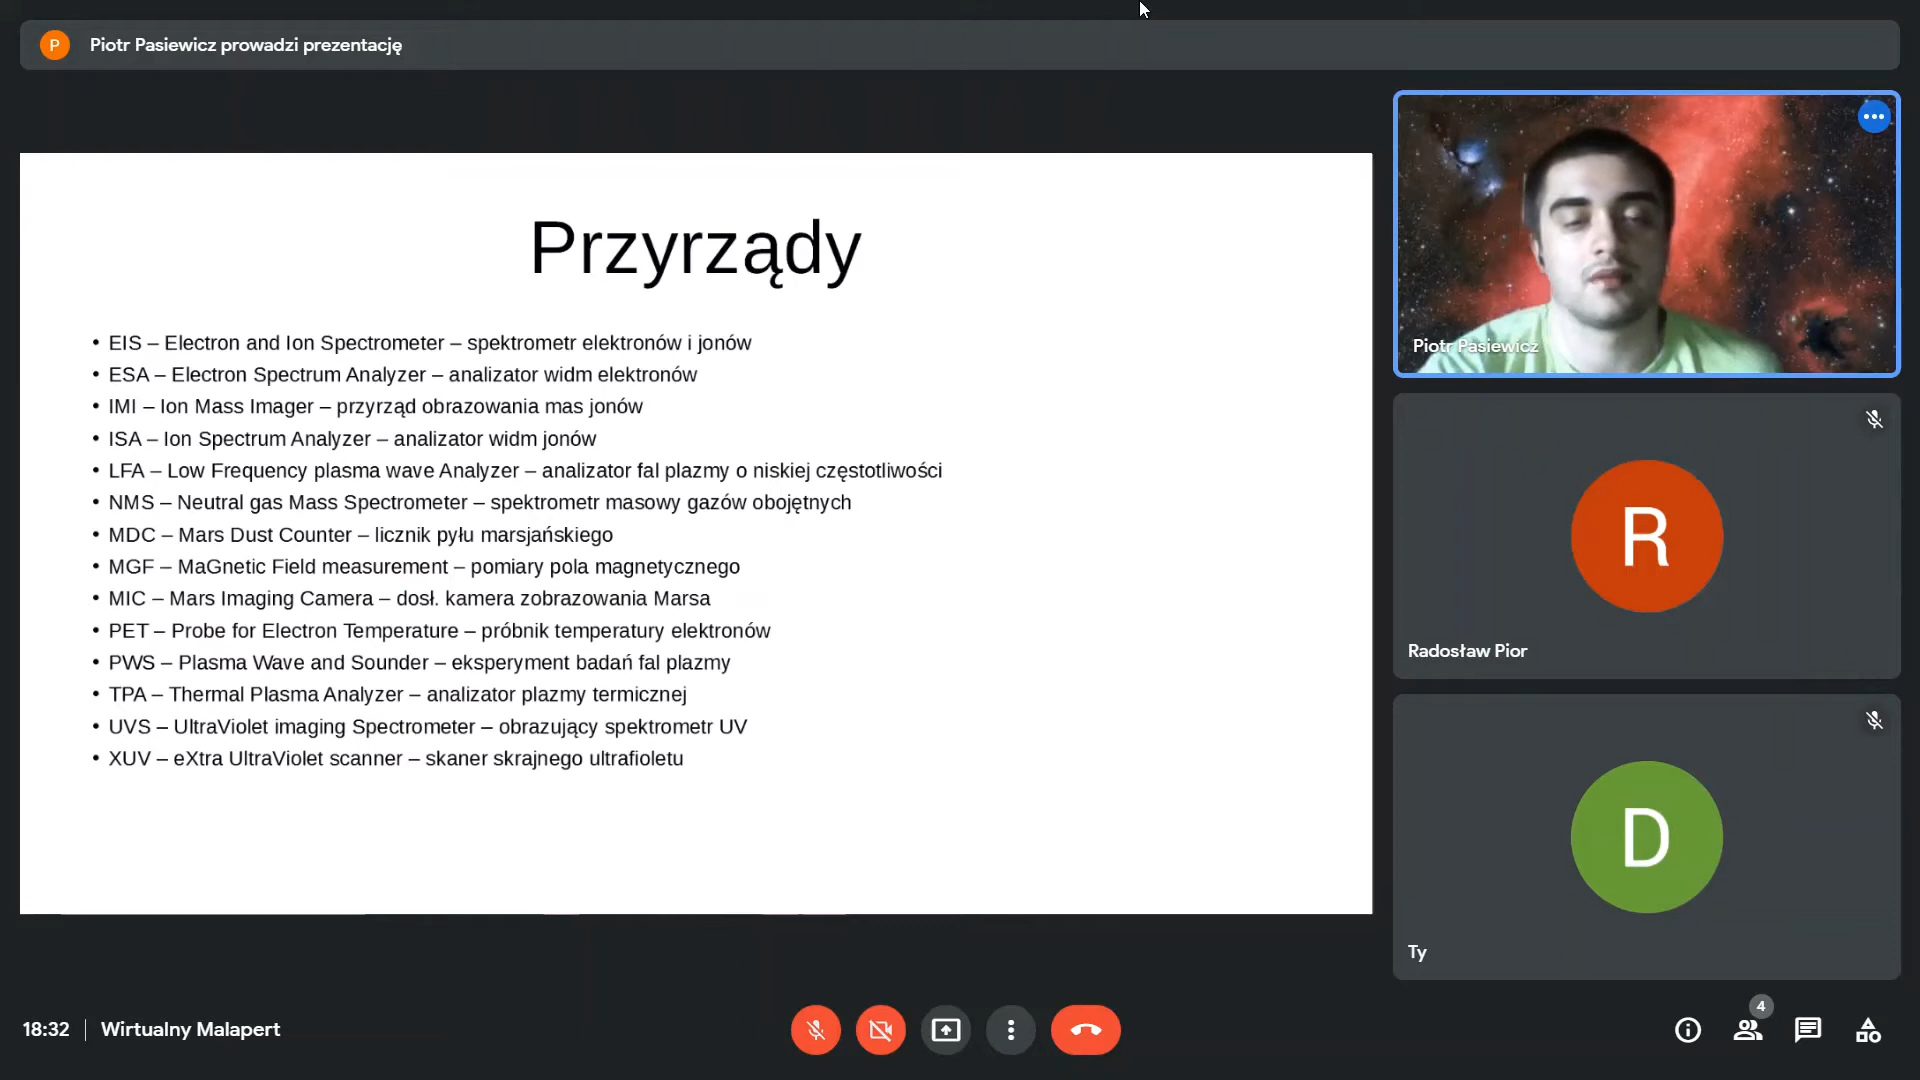 P
Piotr Pasiewicz prowadzi prezentację
Przyrządy
• EIS – Electron and Ion Spectrometer – spektrometr elektronów i jonów
• ESA – Electron Spectrum Analyzer – analizator widm elektronów
• IMI – Ion Mass Imager – przyrząd obrazowania mas jonów
• ISA – Ion Spectrum Analyzer – analizator widm jonów
• LFA – Low Frequency plasma wave Analyzer – analizator fal plazmy o niskiej częstotliwości
• NMS – Neutral gas Mass Spectrometer – spektrometr masowy gazów obojętnych
• MDC – Mars Dust Counter – licznik pyłu marsjańskiego
• MGF – MaGnetic Field measurement – pomiary pola magnetycznego
• MIC – Mars Imaging Camera – dosł. kamera zobrazowania Marsa
• PET – Probe for Electron Temperature – próbnik temperatury elektronów
• PWS – Plasma Wave and Sounder – eksperyment badań fal plazmy
• TPA – Thermal Plasma Analyzer – analizator plazmy termicznej
• UVS – UltraViolet imaging Spectrometer – obrazujący spektrometr UV
• XUV – eXtra UltraViolet scanner – skaner skrajnego ultrafioletu
Piotr Pasiewicz
R
Radosław Pior
D
Ty
18:32
Wirtualny Malapert
4